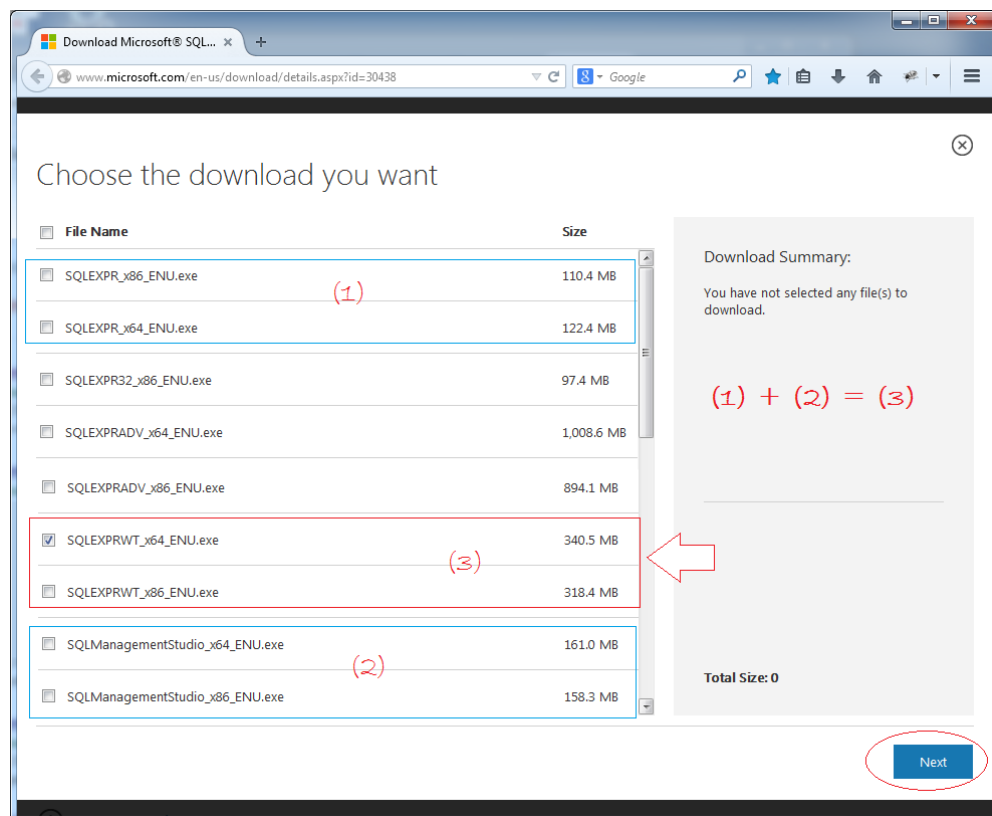 Download Microsoft® SQL...
www.microsoft.com/en-us/download/details.aspx?id=30438
Google
Choose the download you want
File Name Size
SQLEXPR_x86_ENU.exe 110.4 MB
(1)
SQLEXPR_x64_ENU.exe 122.4 MB
SQLEXPR32_x86_ENU.exe 97.4 MB
SQLEXPRADV_x64_ENU.exe 1,008.6 MB
SQLEXPRADV_x86_ENU.exe 894.1 MB
SQLEXPRWT_x64_ENU.exe 340.5 MB
(3)
SQLEXPRWT_x86_ENU.exe 318.4 MB
SQLManagementStudio_x64_ENU.exe 161.0 MB
(2)
SQLManagementStudio_x86_ENU.exe 158.3 MB
Download Summary:
You have not selected any file(s) to
download.
(1) + (2) = (3)
Total Size: 0
Next